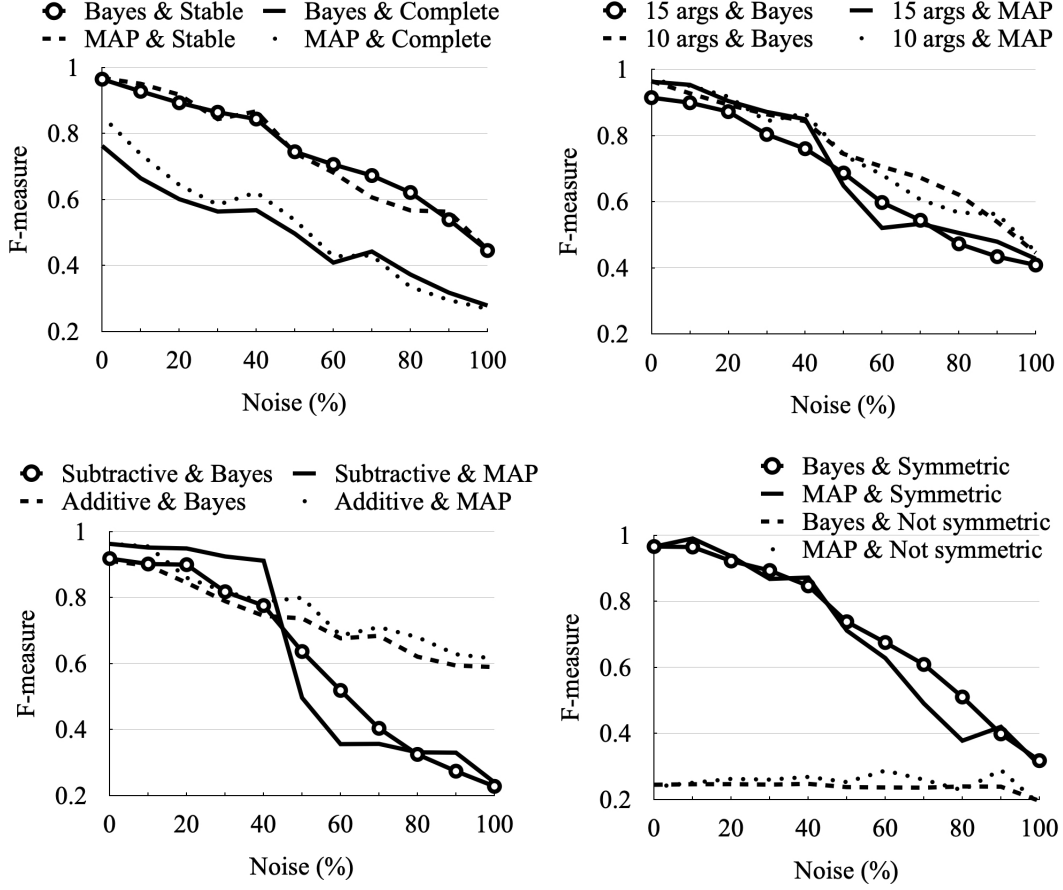 Bayes & Stable Bayes & Complete
MAP & Stable MAP & Complete
1
0.8
0.6
0.4
0.2
F-measure
0 20 40 60 80 100
Noise (%)
15 args & Bayes 15 args & MAP
10 args & Bayes 10 args & MAP
1
0.8
0.6
0.4
0.2
F-measure
0 20 40 60 80 100
Noise (%)
Subtractive & Bayes Subtractive & MAP
Additive & Bayes Additive & MAP
1
0.8
0.6
0.4
0.2
F-measure
0 20 40 60 80 100
Noise (%)
Bayes & Symmetric
MAP & Symmetric
Bayes & Not symmetric
MAP & Not symmetric
1
0.8
0.6
0.4
0.2
F-measure
0 20 40 60 80 100
Noise (%)